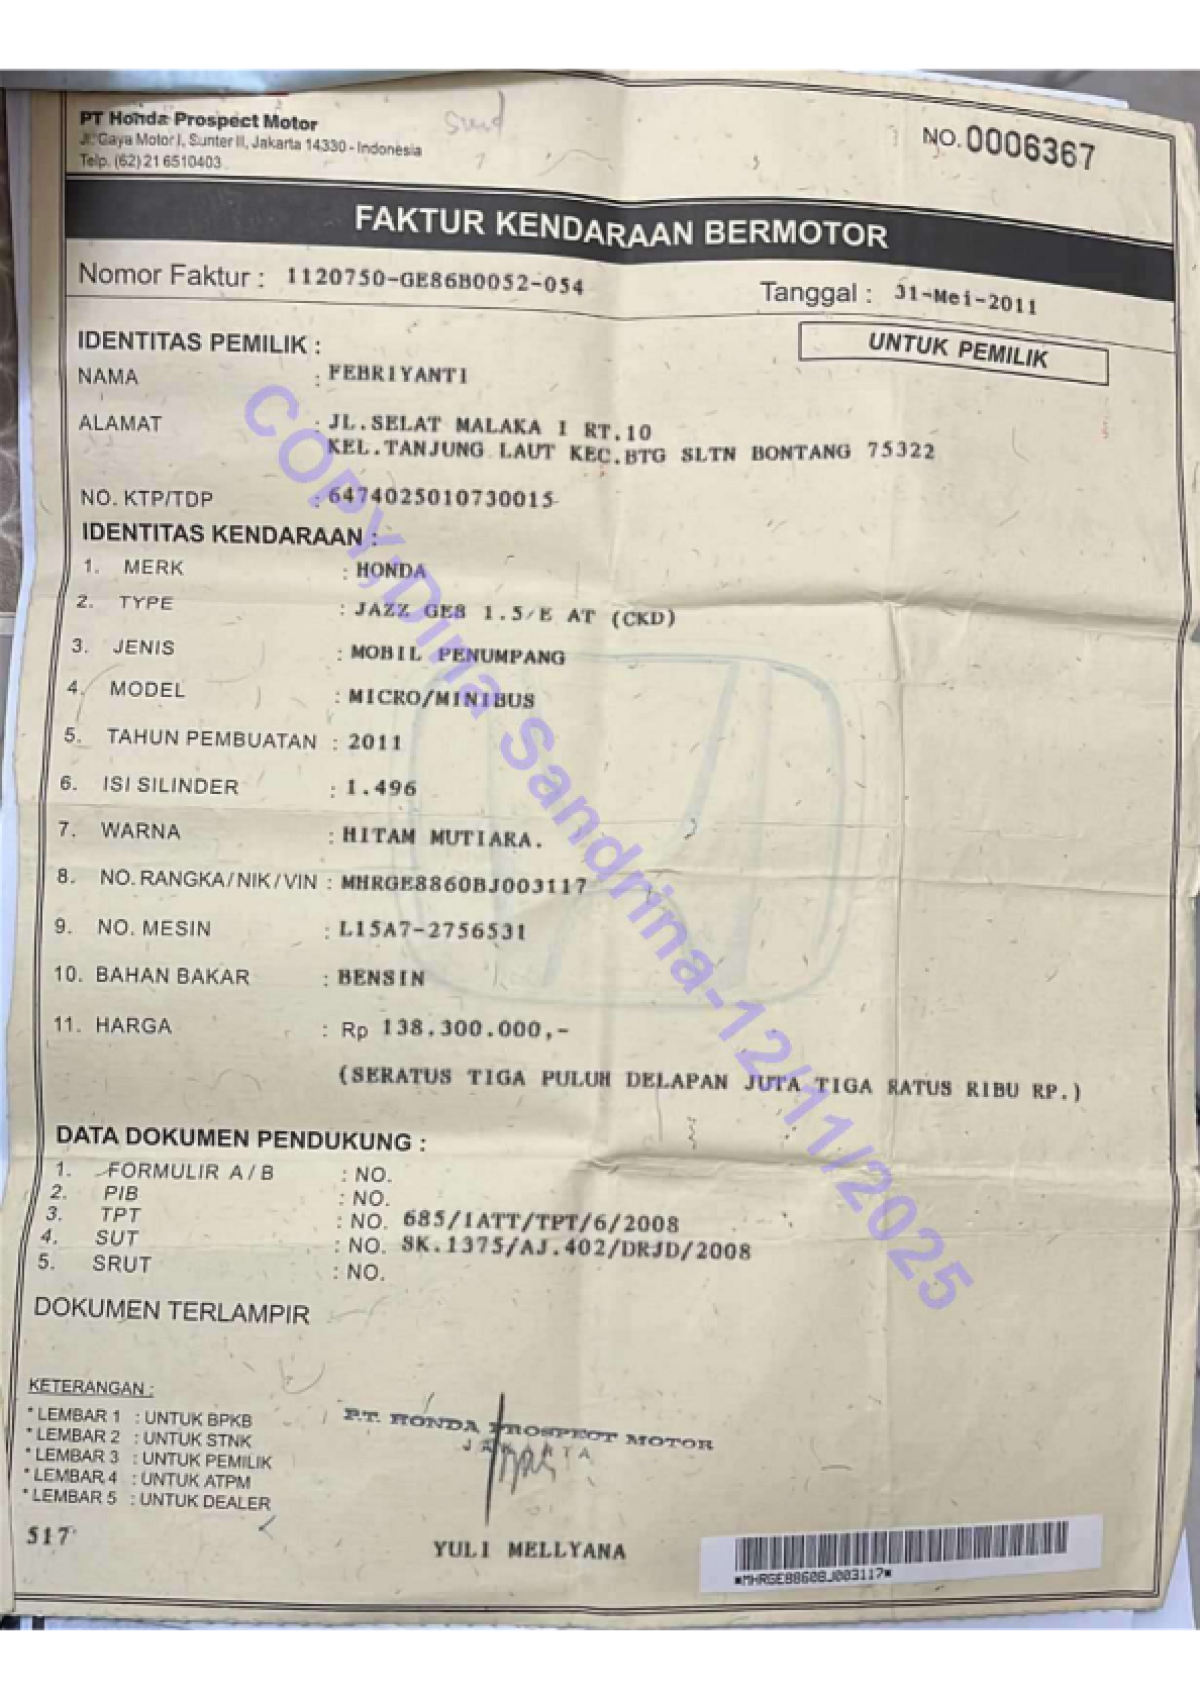 PT Honda Prospect Motor
Jl. Gaya Motor I, Sunter II, Jakarta 14330 - Indonesia
Telp. (62) 21 6510403
NO. 0006367
FAKTUR KENDARAAN BERMOTOR
Nomor Faktur : 1120750-GE86B0052-054
Tanggal : 31-Mei-2011
UNTUK PEMILIK
IDENTITAS PEMILIK :
NAMA : FEBRIYANTI
ALAMAT : JL.SELAT MALAKA I RT.10
KEL.TANJUNG LAUT KEC.BTG SLTN BONTANG 75322
NO. KTP/TDP : 6474025010730015
IDENTITAS KENDARAAN :
1. MERK : HONDA
2. TYPE : JAZZ GE8 1.5/E AT (CKD)
3. JENIS : MOBIL PENUMPANG
4. MODEL : MICRO/MINIBUS
5. TAHUN PEMBUATAN : 2011
6. ISI SILINDER : 1.496
7. WARNA : HITAM MUTIARA.
8. NO. RANGKA/NIK/VIN : MHRGE8860BJ003117
9. NO. MESIN : L15A7-2756531
10. BAHAN BAKAR : BENSIN
11. HARGA : Rp 138.300.000,-
(SERATUS TIGA PULUH DELAPAN JUTA TIGA RATUS RIBU RP.)
DATA DOKUMEN PENDUKUNG :
1. FORMULIR A / B : NO.
2. PIB : NO.
3. TPT : NO. 685/IATT/TPT/6/2008
4. SUT : NO. SK.1375/AJ.402/DRJD/2008
5. SRUT : NO.
DOKUMEN TERLAMPIR
KETERANGAN :
* LEMBAR 1 : UNTUK BPKB
* LEMBAR 2 : UNTUK STNK
* LEMBAR 3 : UNTUK PEMILIK
* LEMBAR 4 : UNTUK ATPM
* LEMBAR 5 : UNTUK DEALER
517
P.T. HONDA PROSPECT MOTOR
JAKARTA
YULI MELLYANA
*MHRGE8860BJ003117*
COPY,Dina Sandrina-12/11/2025